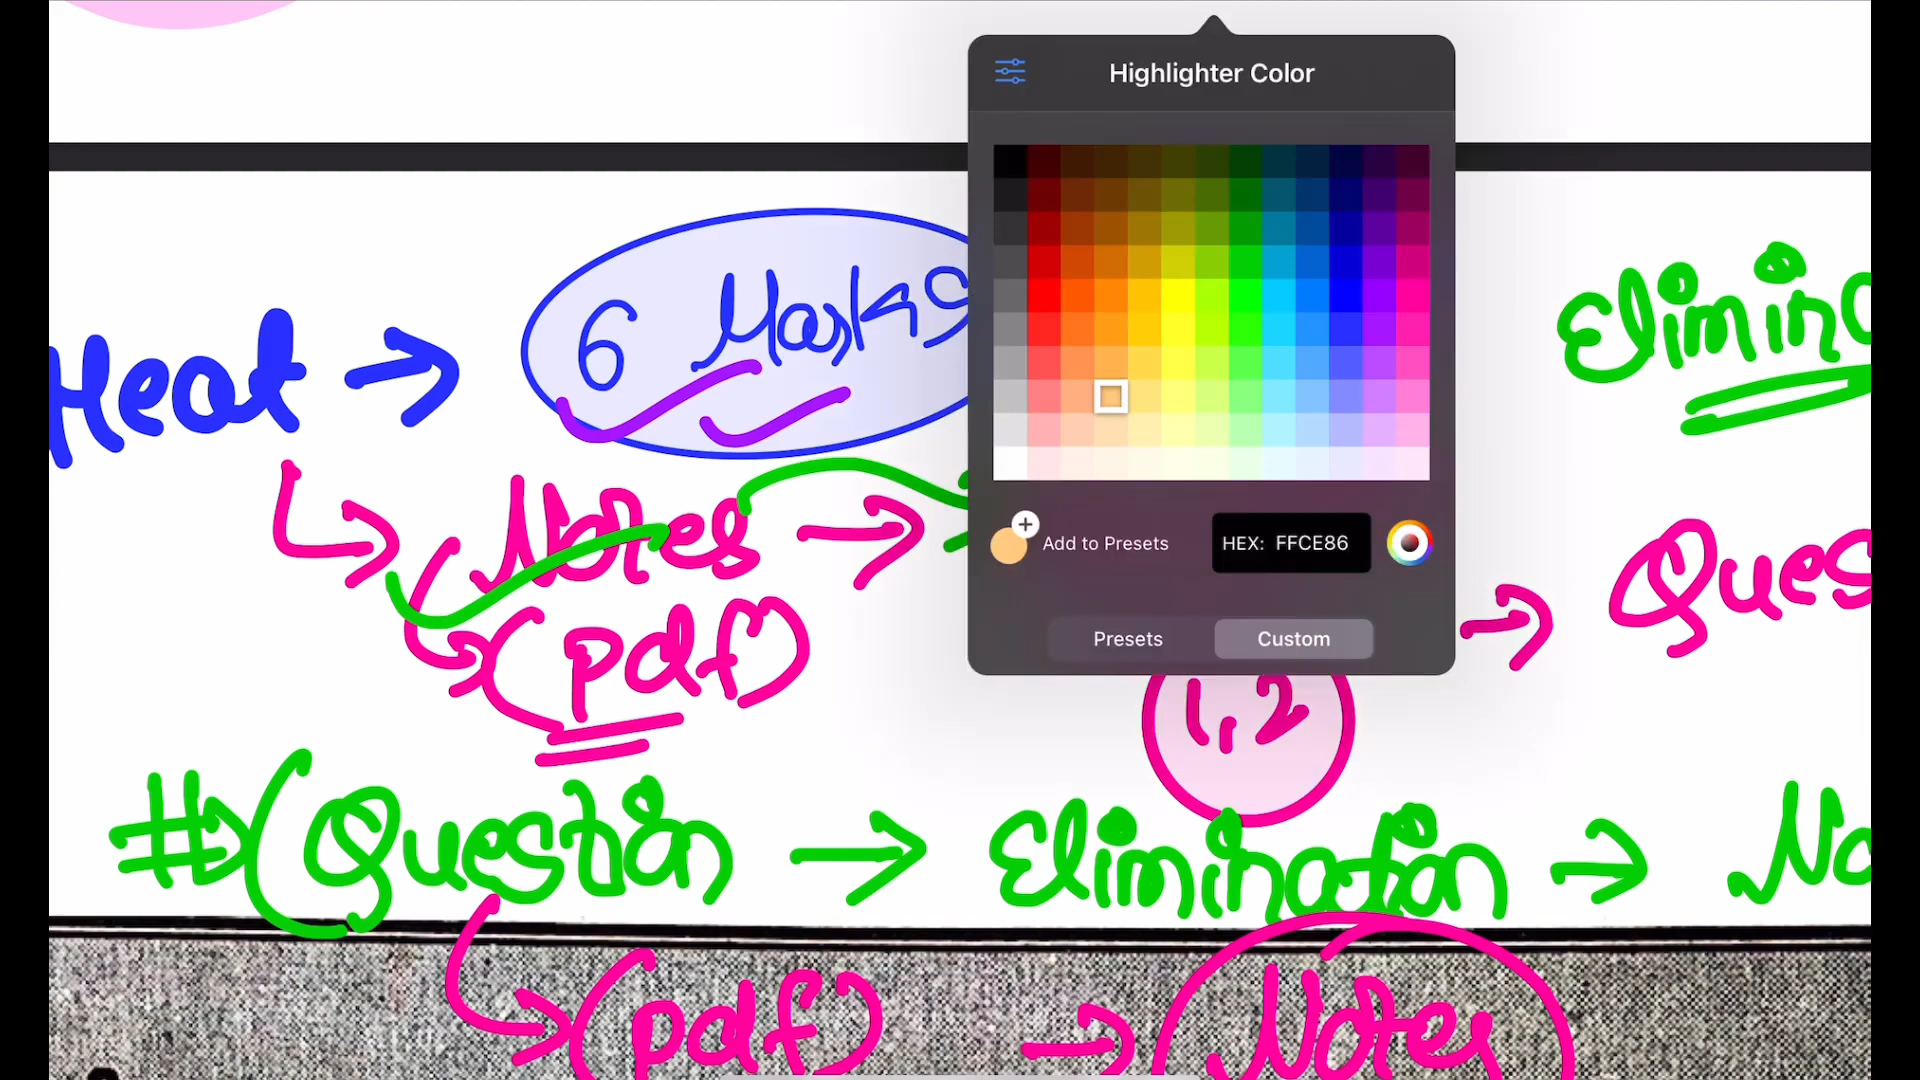 Highlighter Color
Heat → 6 Marks
Elimina
Notes →
Add to Presets HEX: FFCE86
→ Ques
(pdf)
Presets Custom
1,2
# (Question → Elimination → No
(pdf) → Notes